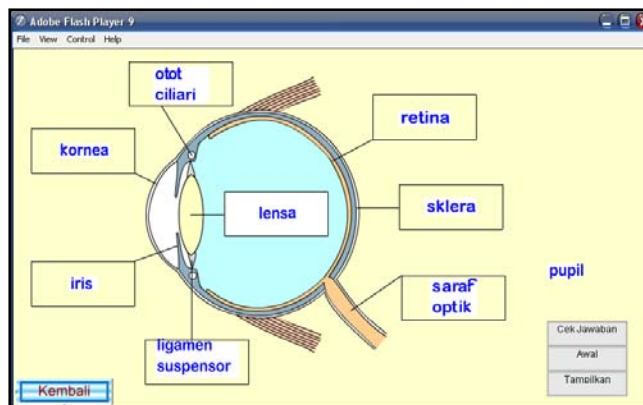 Adobe Flash Player 9
File View Control Help
otot
ciliari
retina
kornea
lensa
sklera
iris
saraf
optik
pupil
ligamen
suspensor
Cek Jawaban
Awal
Tampilkan
Kembali